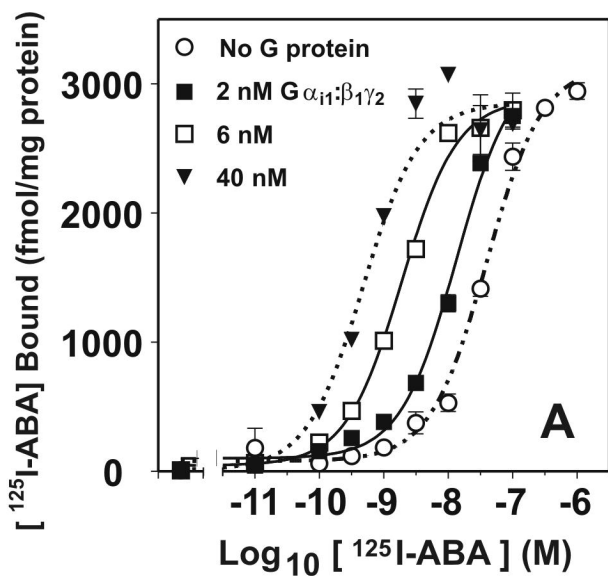 No G protein
2 nM G αi1:β1γ2
6 nM
40 nM
[ ¹²⁵I-ABA] Bound (fmol/mg protein)
3000
2000
1000
0
A
-11 -10 -9 -8 -7 -6
Log₁₀ [ ¹²⁵I-ABA] (M)